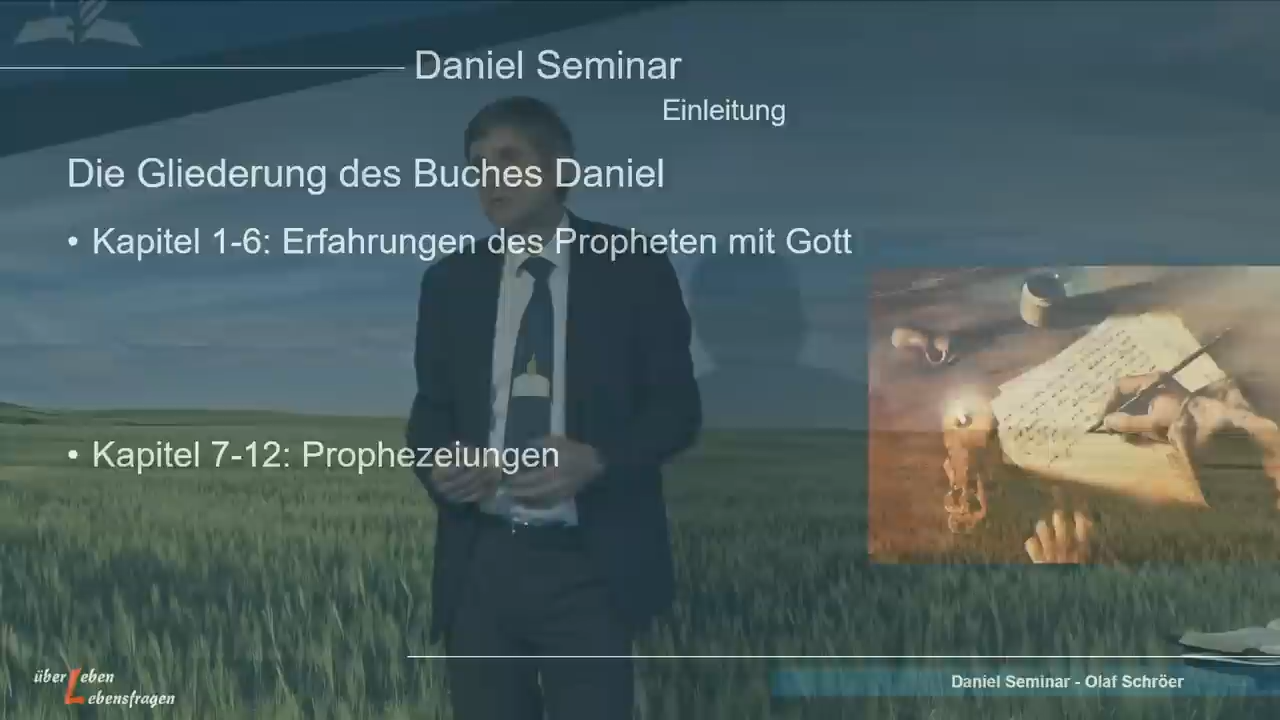 Daniel Seminar
Einleitung
Die Gliederung des Buches Daniel
• Kapitel 1-6: Erfahrungen des Propheten mit Gott
• Kapitel 7-12: Prophezeiungen
über Leben
Lebensfragen
Daniel Seminar - Olaf Schröer